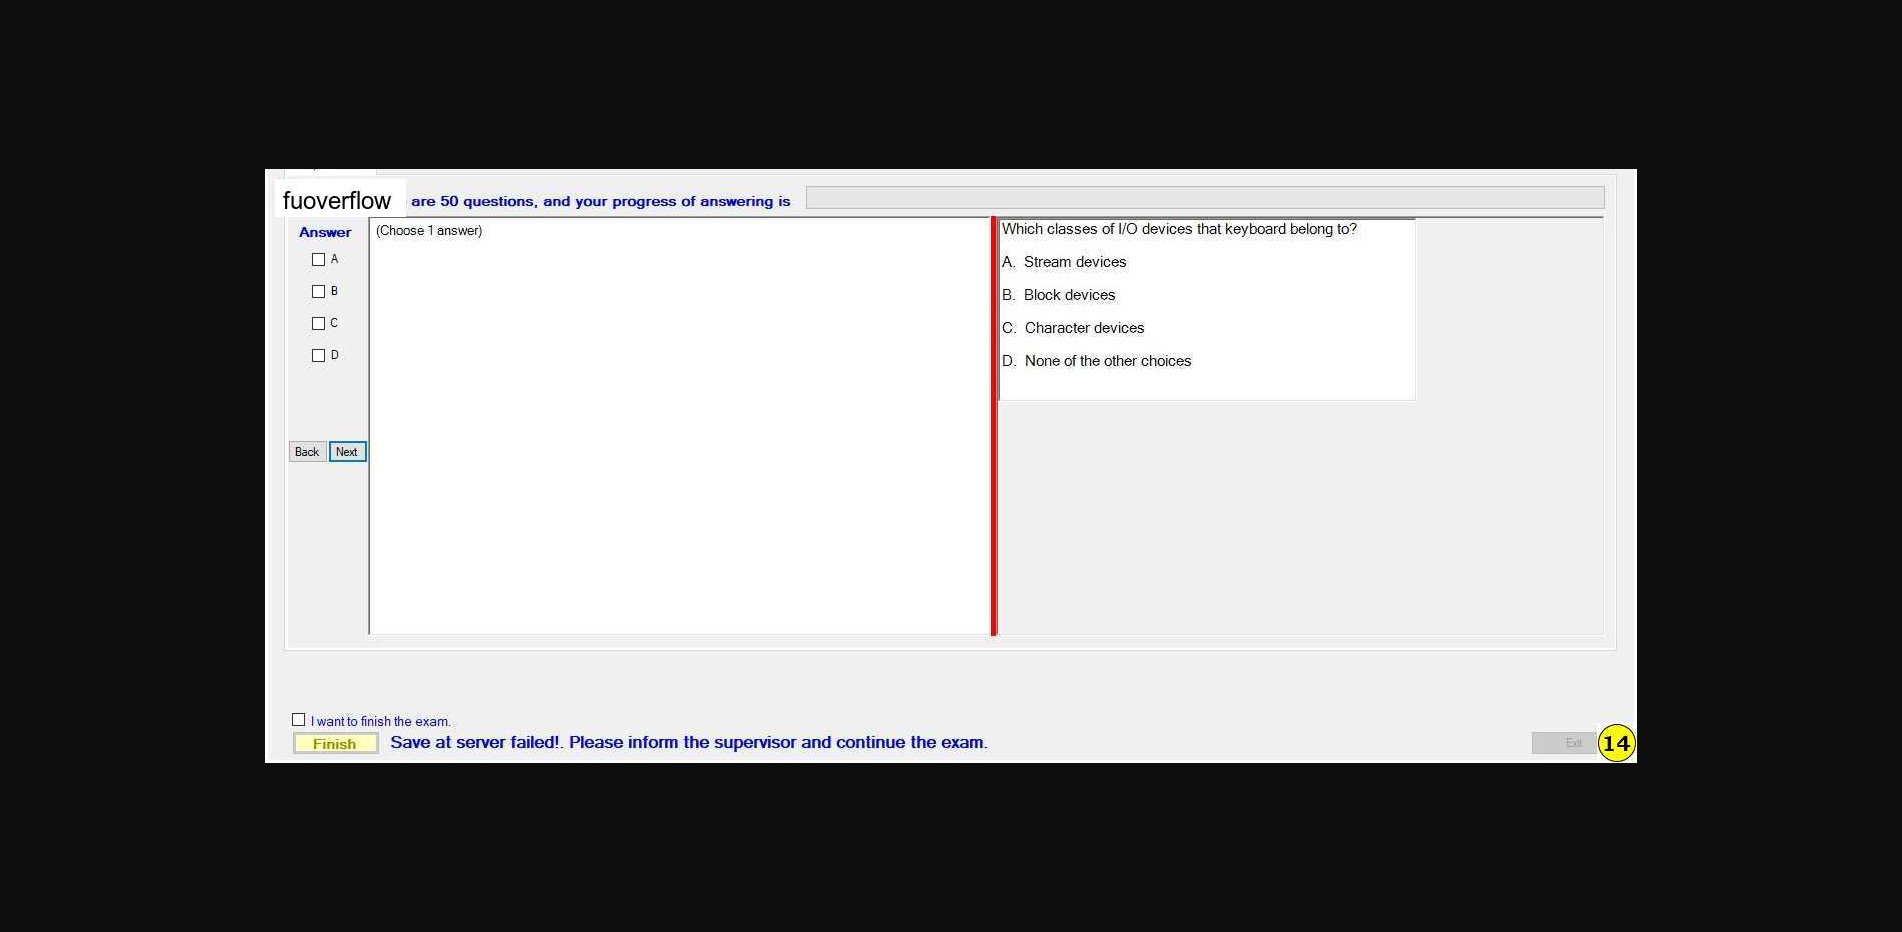 fuoverflow are 50 questions, and your progress of answering is
Answer
(Choose 1 answer)
A
B
C
D
Back Next
Which classes of I/O devices that keyboard belong to?
A. Stream devices
B. Block devices
C. Character devices
D. None of the other choices
I want to finish the exam.
Finish Save at server failed!. Please inform the supervisor and continue the exam.
Exit 14